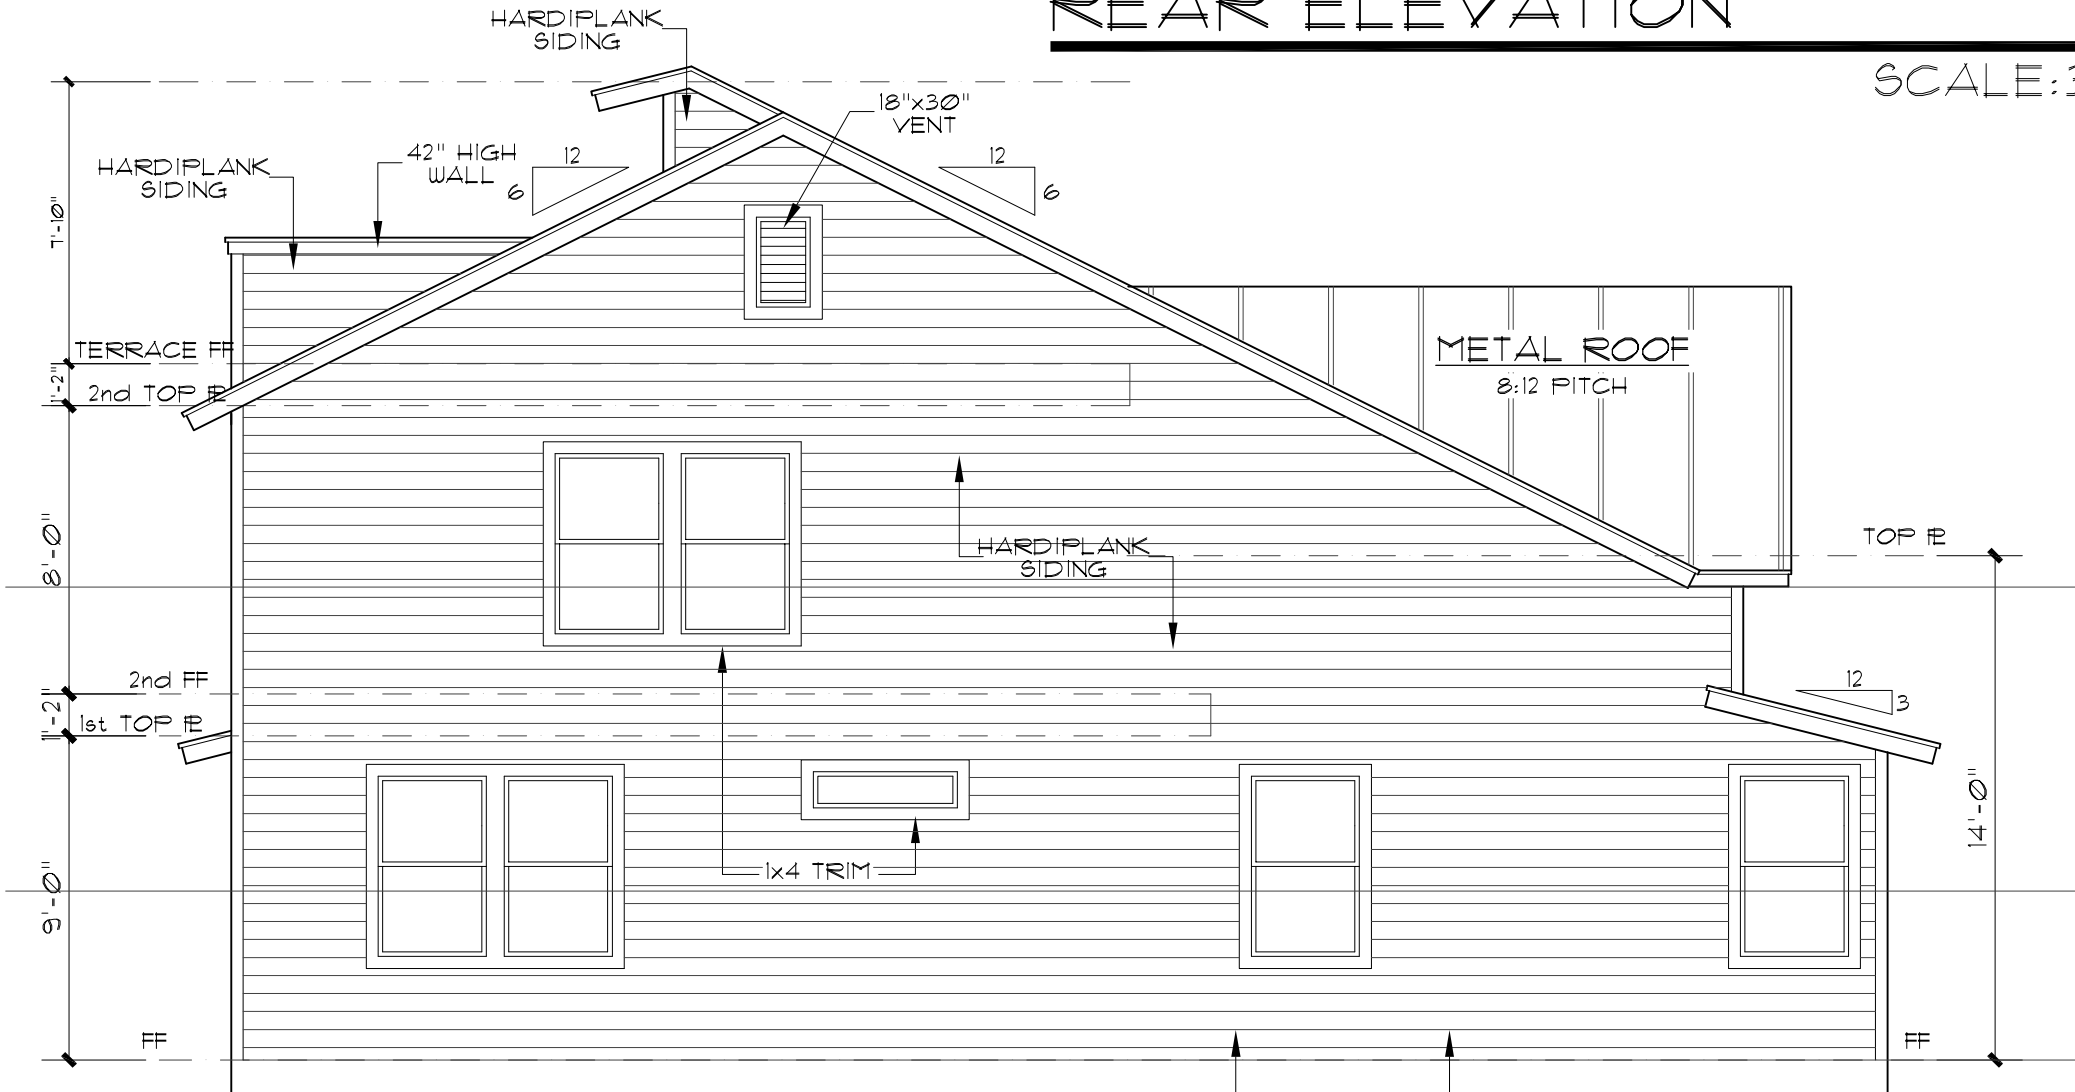 REAR ELEVATION
SCALE:
HARDIPLANK
SIDING
18"x30"
VENT
42" HIGH
WALL
HARDIPLANK
SIDING
12
6
12
6
7'-10"
TERRACE FF
1'-2"
2nd TOP PL
METAL ROOF
8:12 PITCH
8'-0"
HARDIPLANK
SIDING
TOP PL
2nd FF
1'-2"
1st TOP PL
12
3
14'-0"
1x4 TRIM
9'-0"
FF
FF